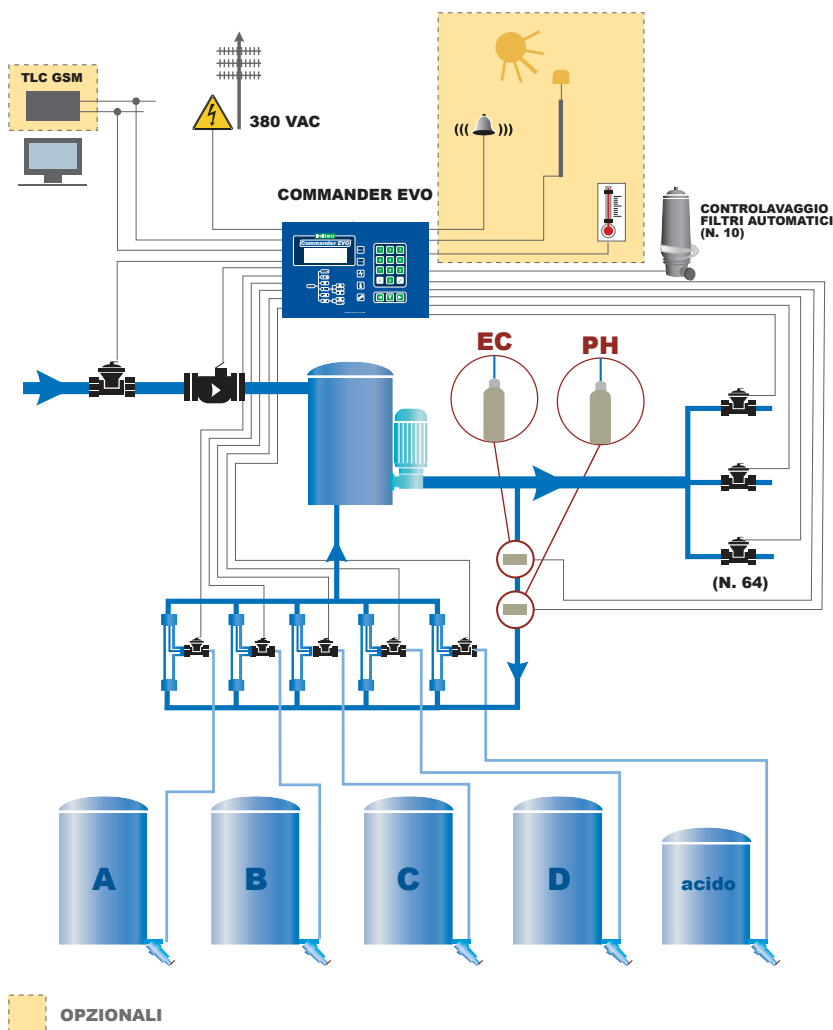 TLC GSM
380 VAC
COMMANDER EVO
Commander EVO
CONTROLAVAGGIO
FILTRI AUTOMATICI
(N. 10)
EC
PH
(N. 64)
A
B
C
D
acido
OPZIONALI